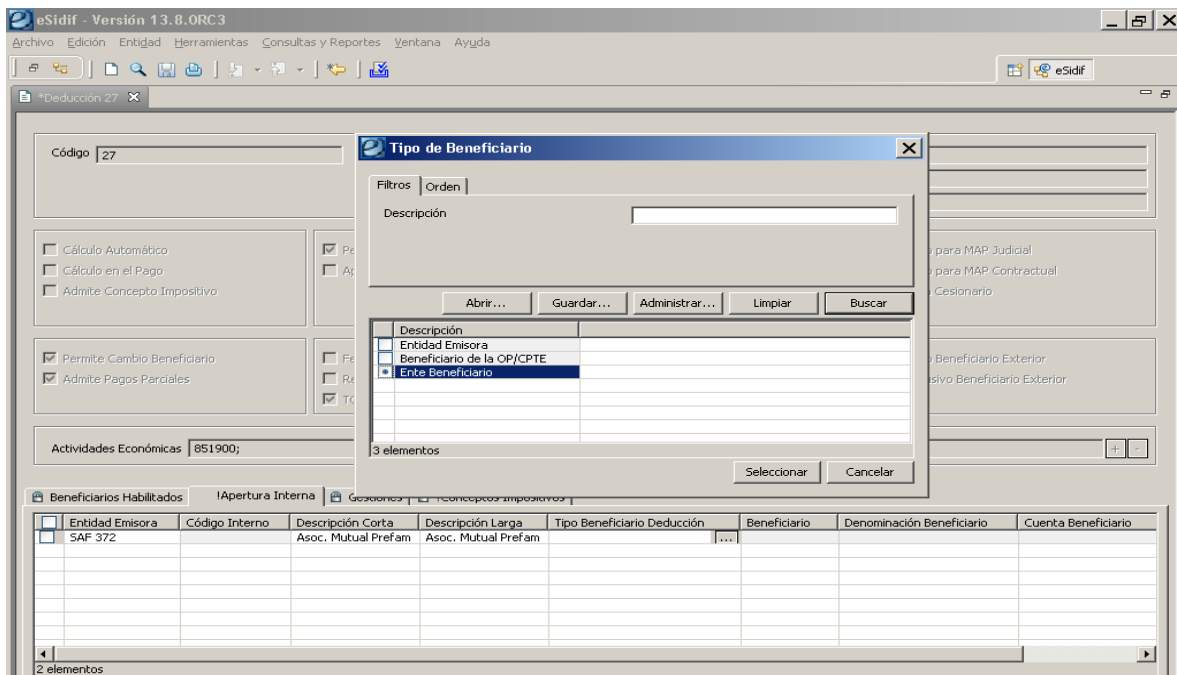 eSidif - Versión 13.8.0RC3
Archivo Edición Entidad Herramientas Consultas y Reportes Ventana Ayuda
eSidif
*Deducción 27
Código 27
Tipo de Beneficiario
Filtros Orden
Descripción
Cálculo Automático
Cálculo en el Pago
Admite Concepto Impositivo
para MAP Judicial
para MAP Contractual
Cesionario
Abrir... Guardar... Administrar... Limpiar Buscar
Descripción
Entidad Emisora
Beneficiario de la OP/CPTE
Ente Beneficiario
3 elementos
Permite Cambio Beneficiario
Admite Pagos Parciales
Beneficiario Exterior
sivo Beneficiario Exterior
Seleccionar Cancelar
Actividades Económicas 851900; + -
Beneficiarios Habilitados !Apertura Interna
Entidad Emisora Código Interno Descripción Corta Descripción Larga Tipo Beneficiario Deducción Beneficiario Denominación Beneficiario Cuenta Beneficiario
SAF 372 Asoc. Mutual Prefam Asoc. Mutual Prefam ...
2 elementos